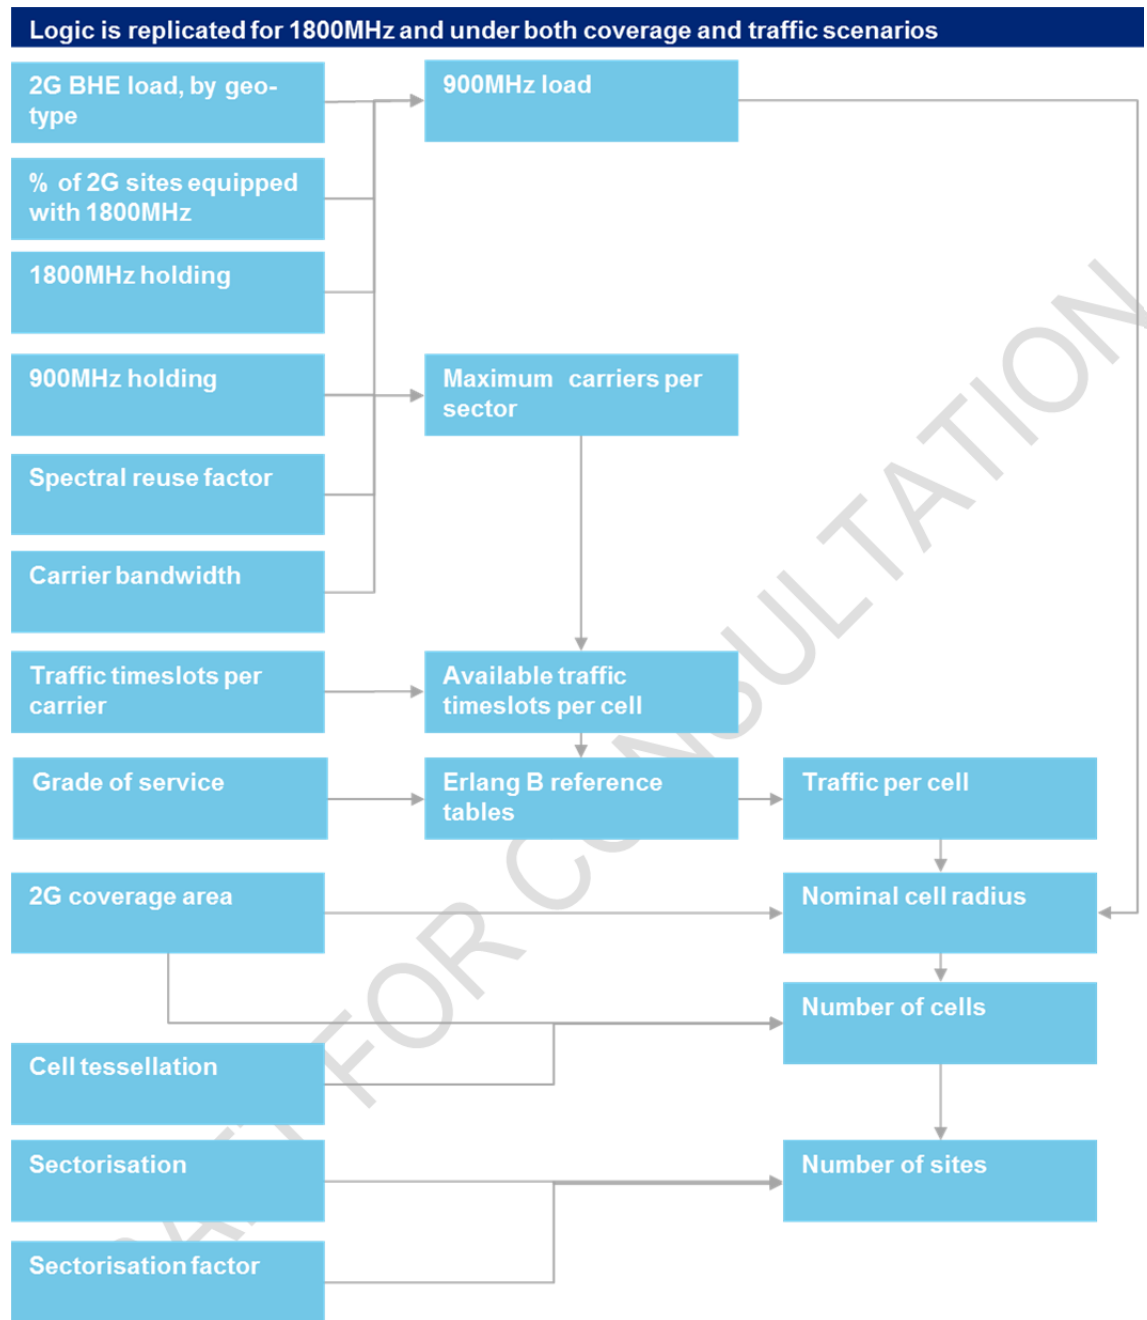 Logic is replicated for 1800MHz and under both coverage and traffic scenarios
2G BHE load, by geo-
type
900MHz load
% of 2G sites equipped
with 1800MHz
1800MHz holding
900MHz holding
Maximum carriers per
sector
Spectral reuse factor
Carrier bandwidth
Traffic timeslots per
carrier
Available traffic
timeslots per cell
Grade of service
Erlang B reference
tables
Traffic per cell
2G coverage area
Nominal cell radius
Number of cells
Cell tessellation
Sectorisation
Number of sites
Sectorisation factor
FOR CONSULTATION